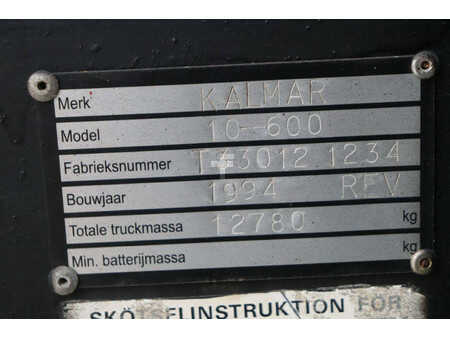 Merk KALMAR
Model 10-600
Fabrieksnummer T43012.1234
Bouwjaar 1994 REV
Totale truckmassa 12780 kg
Min. batterijmassa kg
SKÖTSELINSTRUKTION FÖR